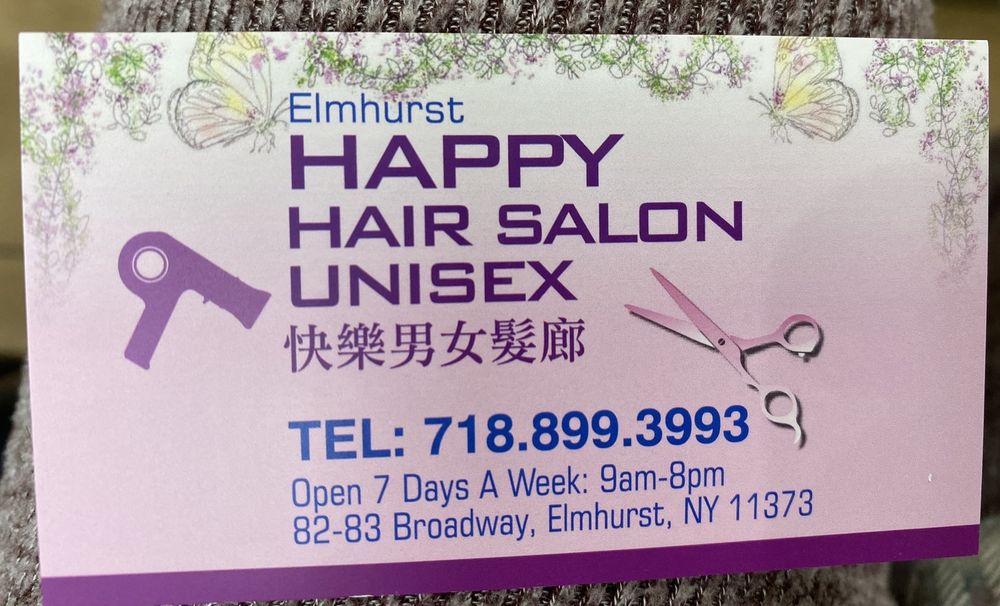 Elmhurst
HAPPY
HAIR SALON
UNISEX
快樂男女髮廊
TEL: 718.899.3993
Open 7 Days A Week: 9am-8pm
82-83 Broadway, Elmhurst, NY 11373